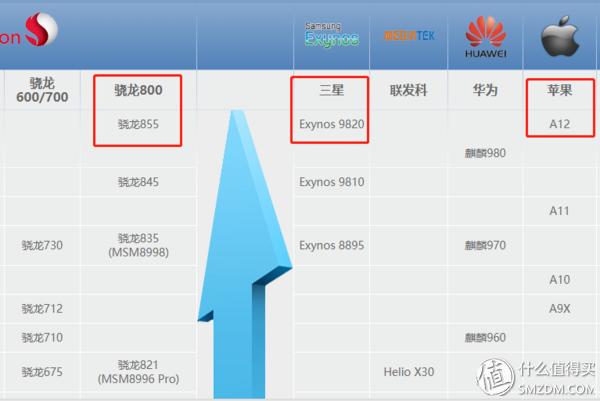 on
Samsung
Exynos
MEDIATEK
HUAWEI
骁龙
600/700
骁龙800
三星
联发科
华为
苹果
骁龙855
Exynos 9820
A12
麒麟980
骁龙845
Exynos 9810
A11
骁龙730
骁龙835
(MSM8998)
Exynos 8895
麒麟970
A10
骁龙712
A9X
骁龙710
麒麟960
骁龙675
骁龙821
(MSM8996 Pro)
Helio X30
值 什么值得买
SMZDM.COM